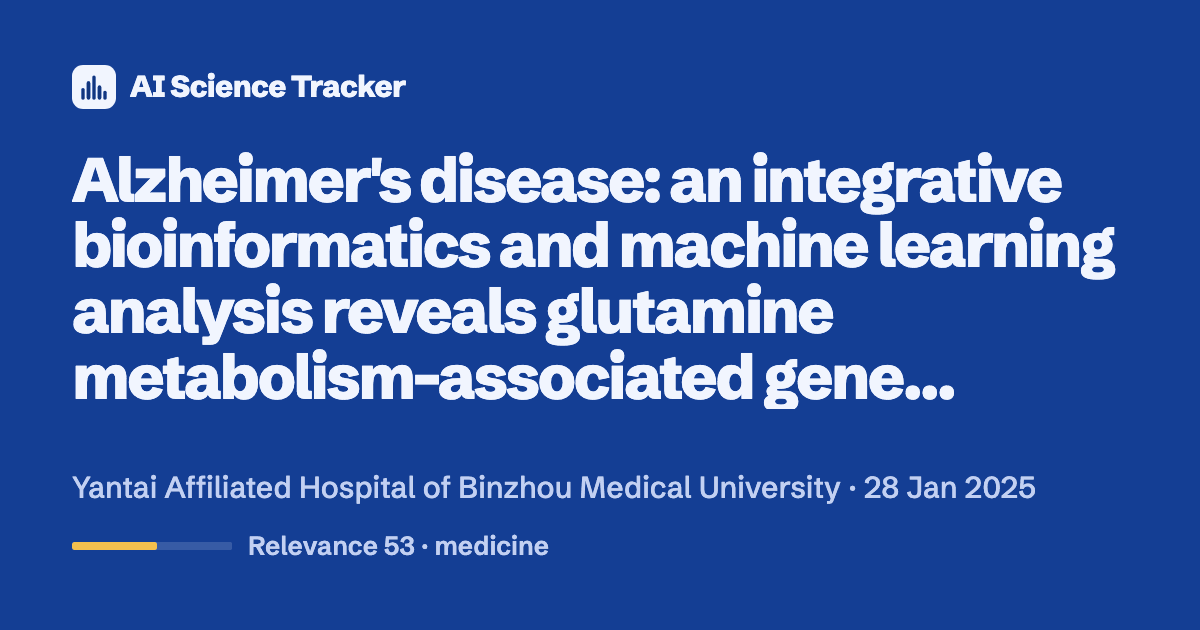 AI Science Tracker
Alzheimer's disease: an integrative
bioinformatics and machine learning
analysis reveals glutamine
metabolism-associated gene...
Yantai Affiliated Hospital of Binzhou Medical University · 28 Jan 2025
Relevance 53 · medicine